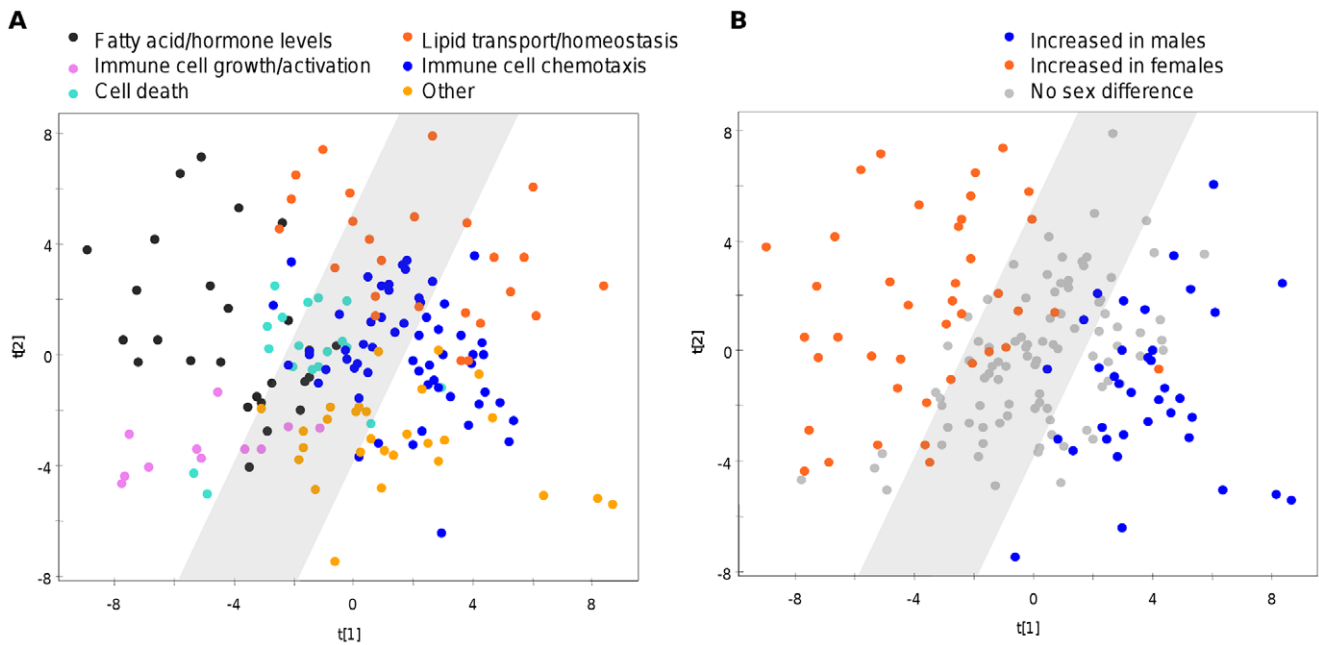 A
B
Fatty acid/hormone levels
Lipid transport/homeostasis
Immune cell growth/activation
Immune cell chemotaxis
Cell death
Other
Increased in males
Increased in females
No sex difference
8
4
0
-4
-8
t[2]
-8
-4
0
4
8
t[1]
8
4
0
-4
-8
t[2]
-8
-4
0
4
8
t[1]